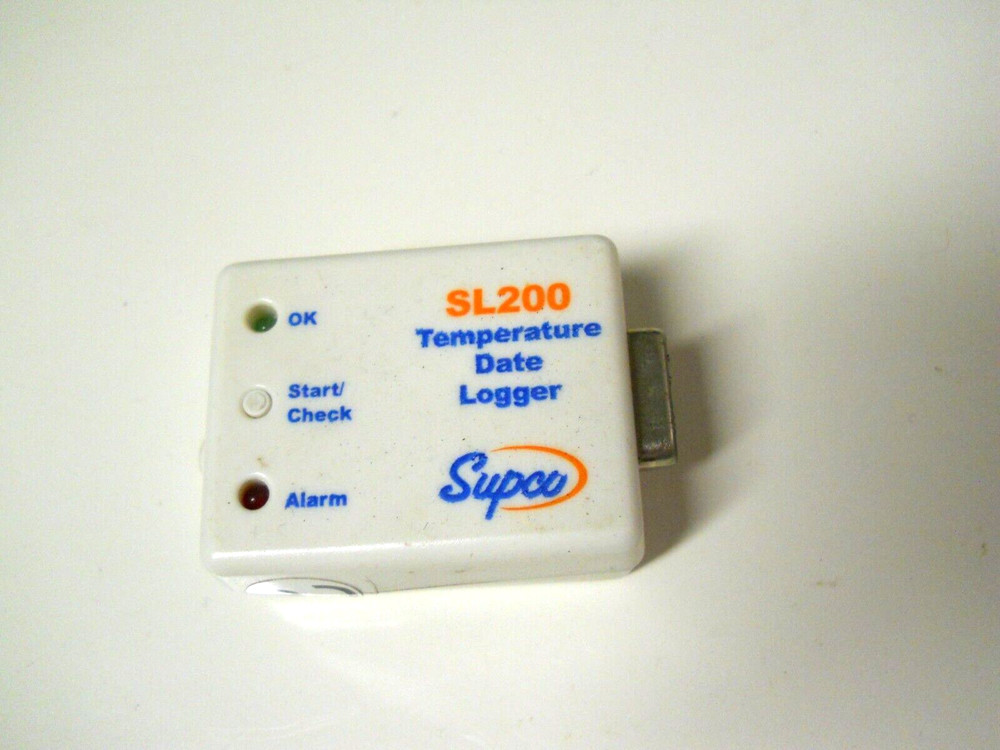 OK
Start/
Check
Alarm
SL200
Temperature
Date
Logger
Supco